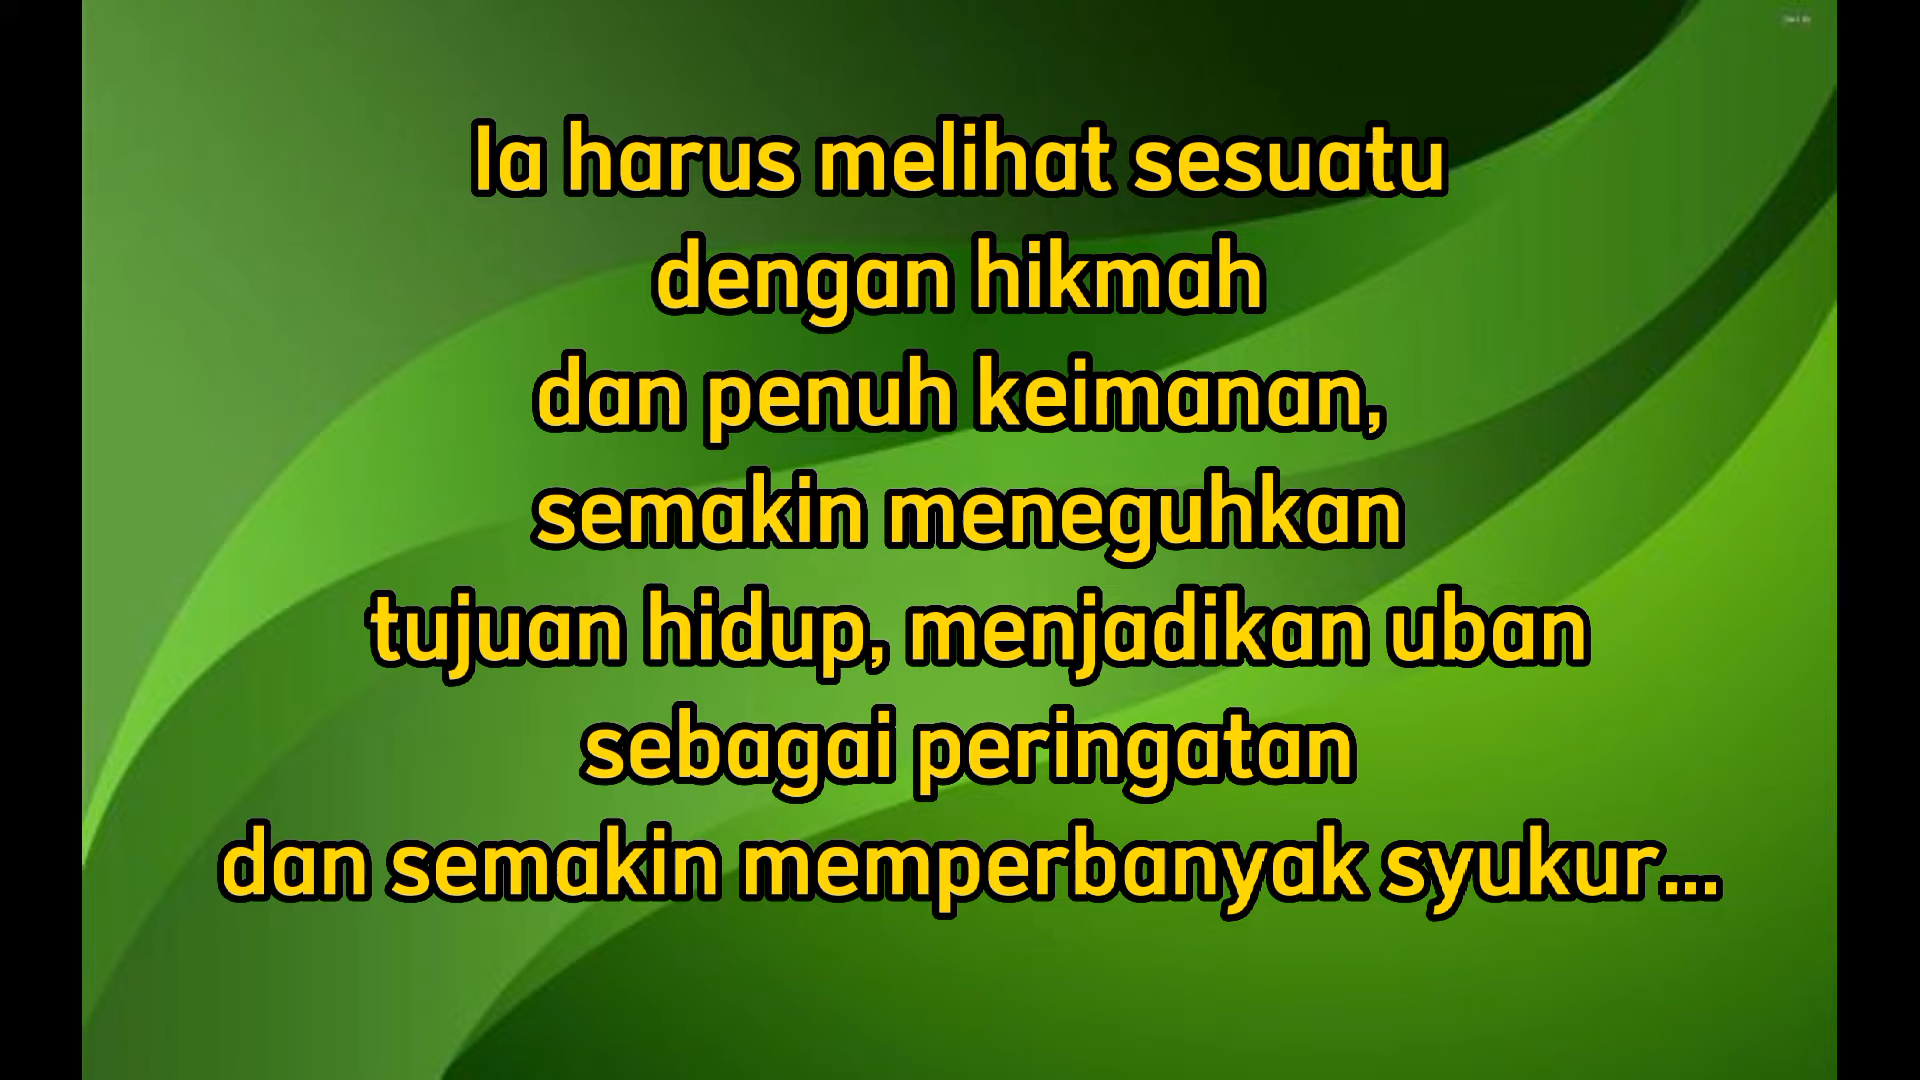 Ia harus melihat sesuatu
dengan hikmah
dan penuh keimanan,
semakin meneguhkan
tujuan hidup, menjadikan uban
sebagai peringatan
dan semakin memperbanyak syukur...